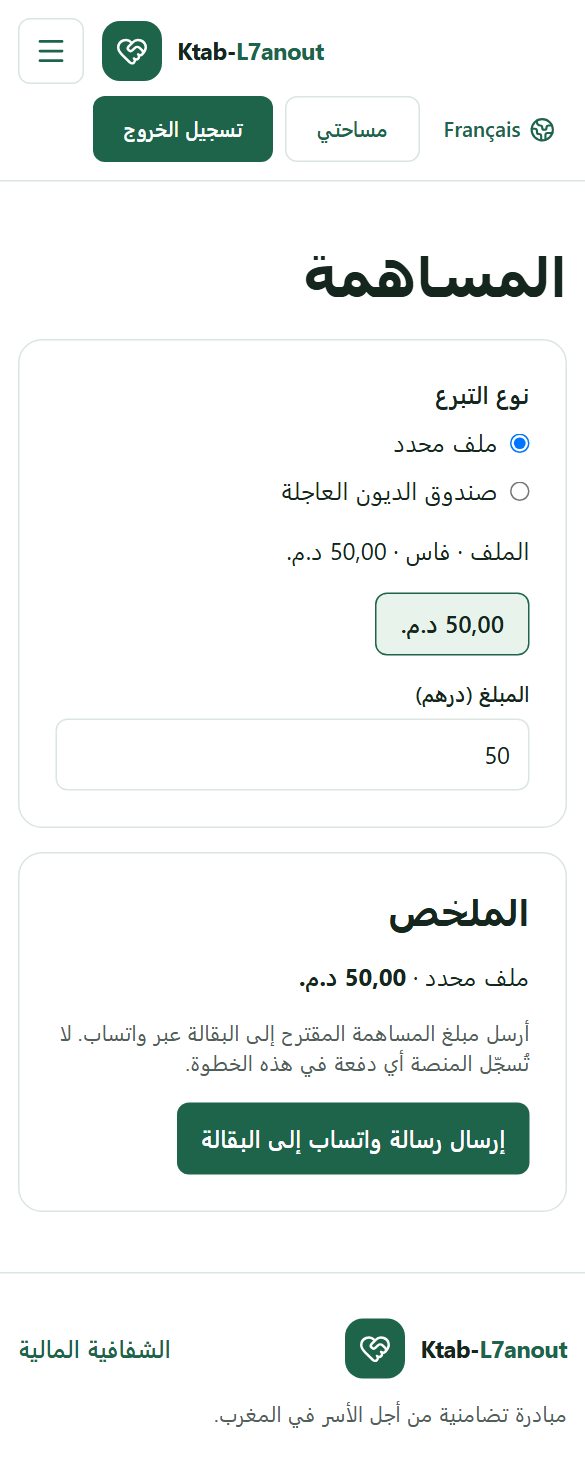 Ktab-L7anout
Français
مساحتي
تسجيل الخروج
المساهمة
نوع التبرع
ملف محدد
صندوق الديون العاجلة
الملف · فاس · 50,00 د.م.
50,00 د.م.
المبلغ (درهم)
50
الملخص
ملف محدد · 50,00 د.م.
أرسل مبلغ المساهمة المقترح إلى البقالة عبر واتساب. لا
تُسجّل المنصة أي دفعة في هذه الخطوة.
إرسال رسالة واتساب إلى البقالة
Ktab-L7anout
الشفافية المالية
مبادرة تضامنية من أجل الأسر في المغرب.